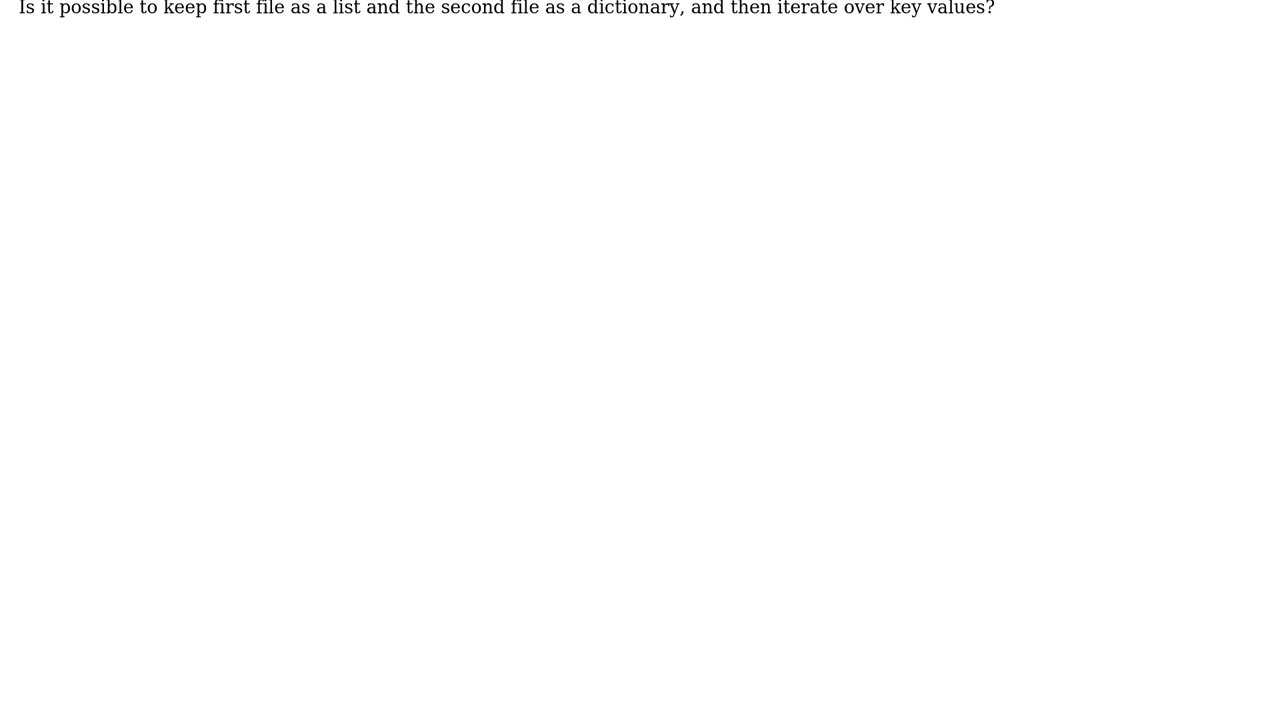 Is it possible to keep first file as a list and the second file as a dictionary, and then iterate over key values?